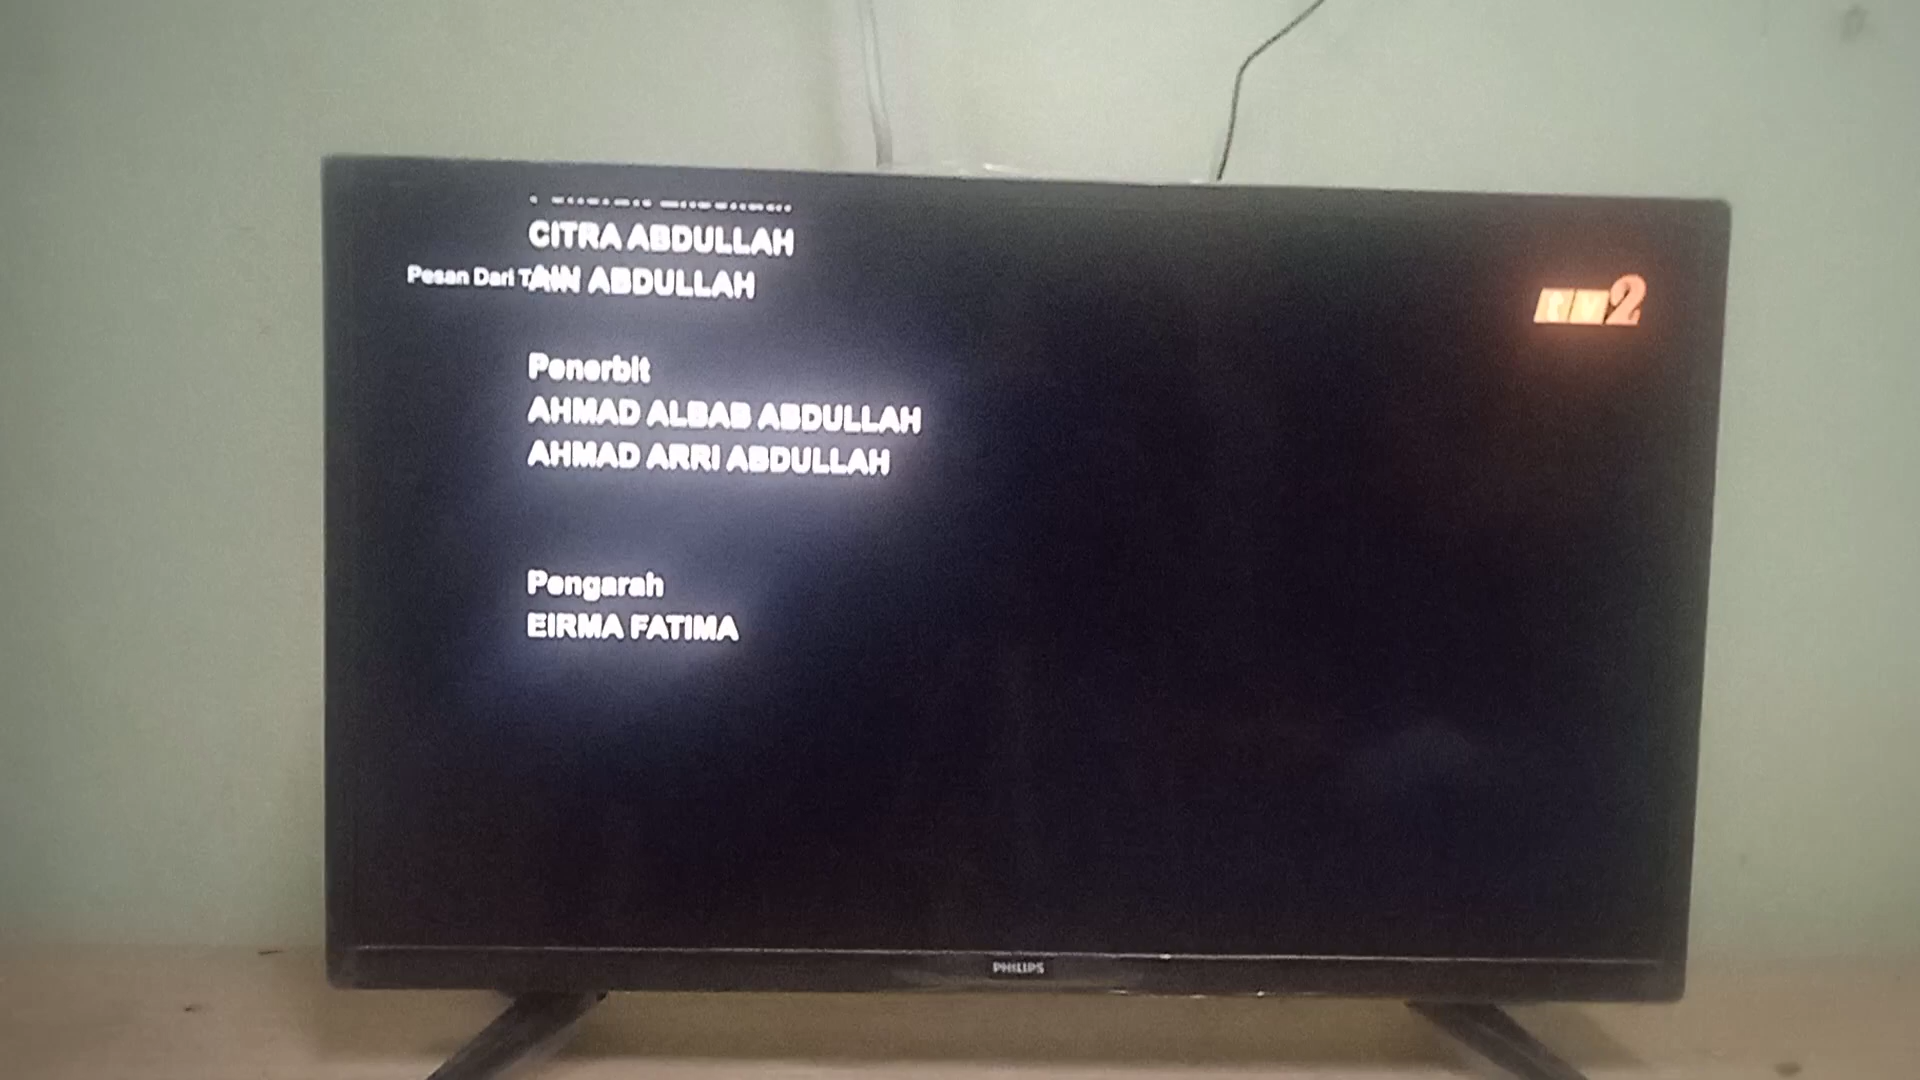 CITRA ABDULLAH
Pesan Dari
AIN ABDULLAH
Penerbit
AHMAD ALBAB ABDULLAH
AHMAD ARRI ABDULLAH
Pengarah
EIRMA FATIMA
PHILIPS